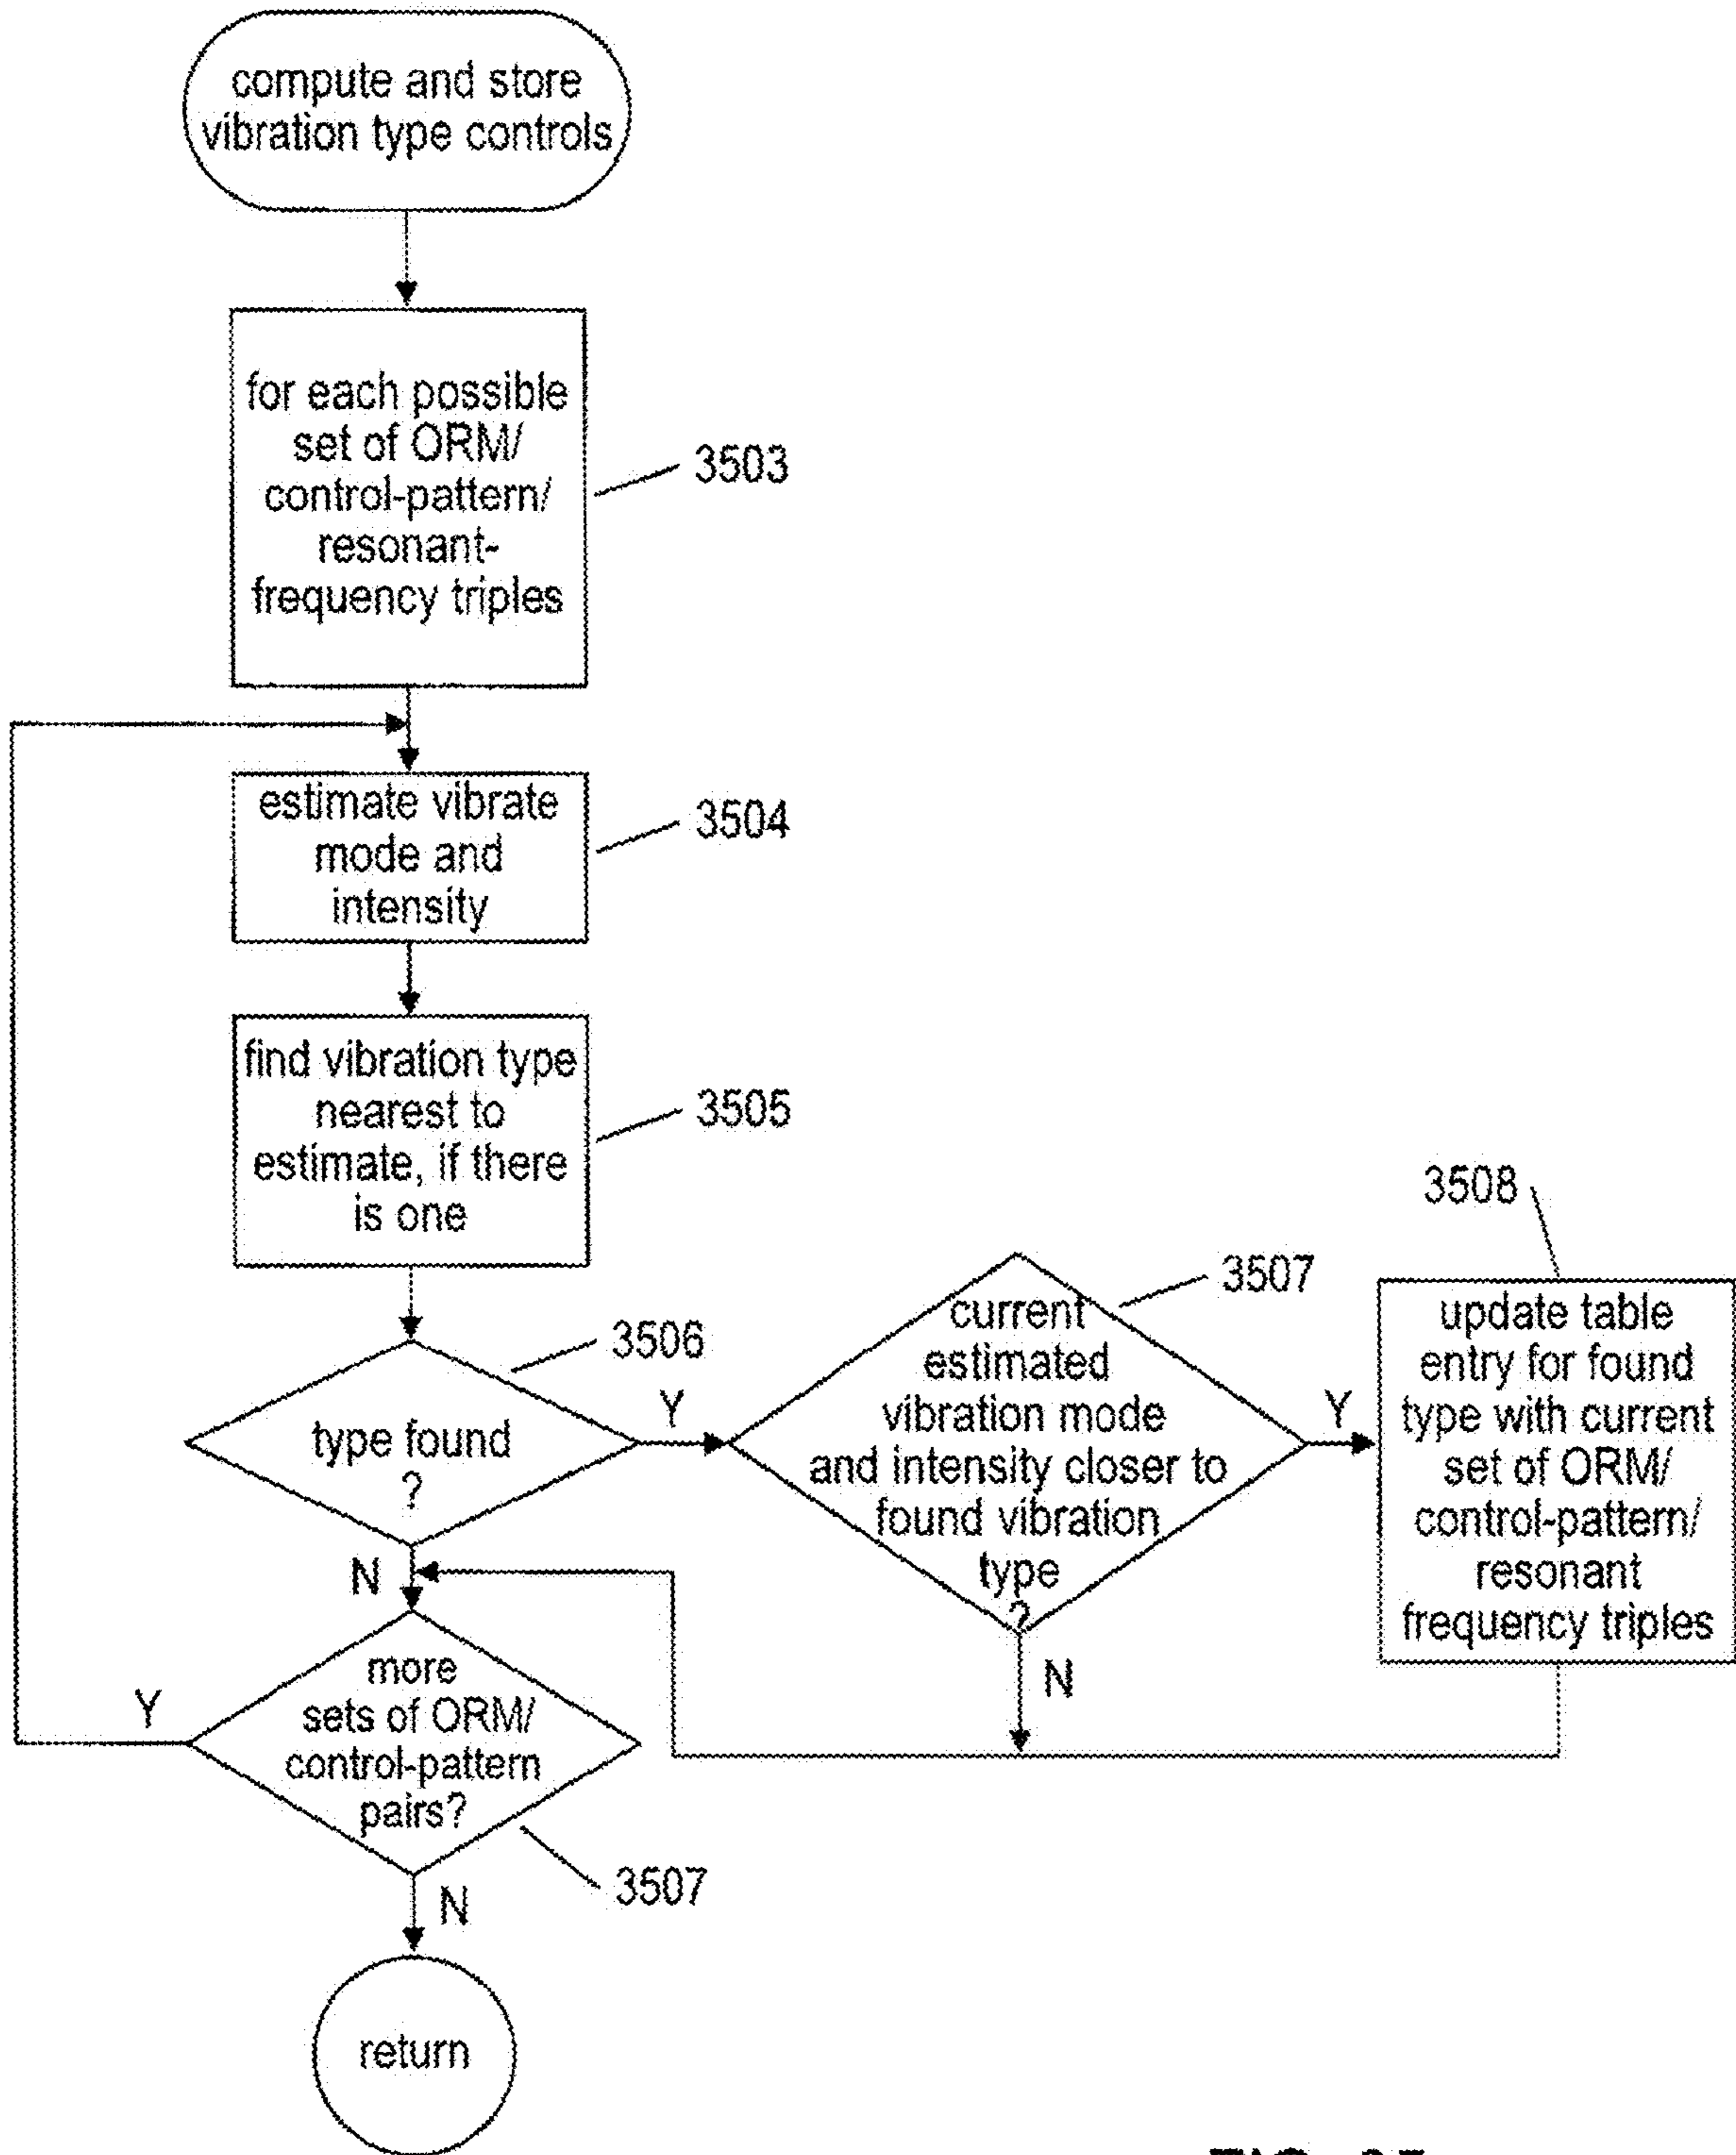 compute and store
vibration type controls
for each possible
set of ORM/
control-pattern/
resonant-
frequency triples
3503
estimate vibrate
mode and
intensity
3504
find vibration type
nearest to
estimate, if there
is one
3505
type found
?
3506
Y
N
current
estimated
vibration mode
and intensity closer to
found vibration
type
?
3507
Y
N
update table
entry for found
type with current
set of ORM/
control-pattern/
resonant
frequency triples
3508
more
sets of ORM/
control-pattern
pairs?
3507
Y
N
return